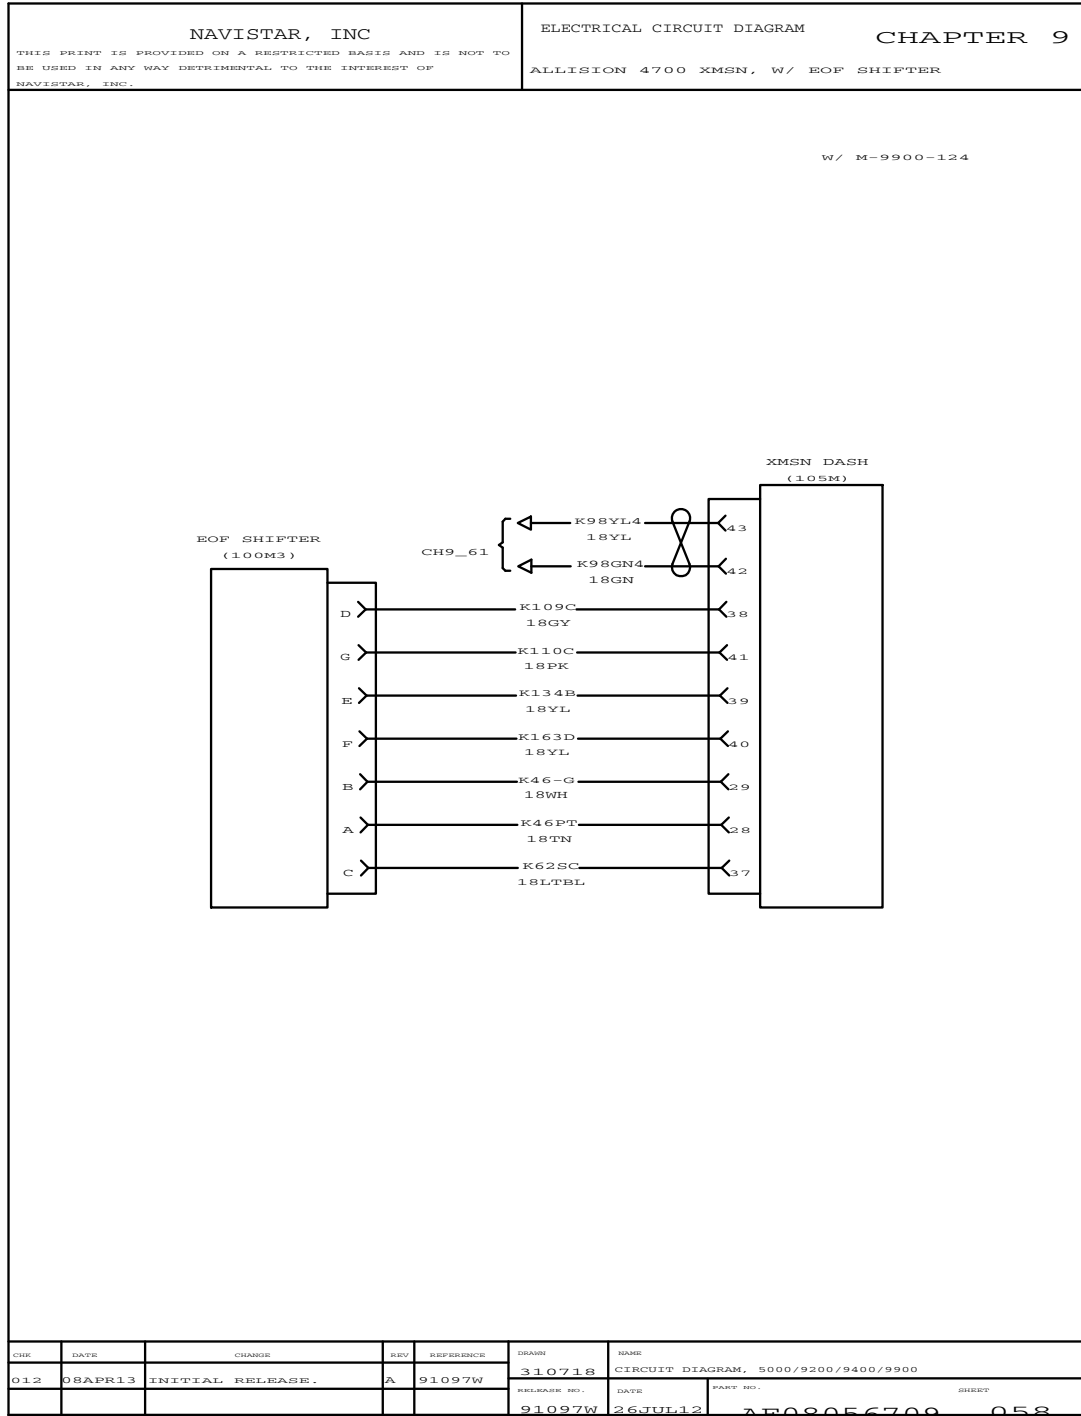 NAVISTAR, INC
THIS PRINT IS PROVIDED ON A RESTRICTED BASIS AND IS NOT TO
BE USED IN ANY WAY DETRIMENTAL TO THE INTEREST OF
NAVISTAR, INC.
ELECTRICAL CIRCUIT DIAGRAM
CHAPTER 9
ALLISION 4700 XMSN, W/ EOF SHIFTER
W/ M-9900-124
XMSN DASH
(105M)
EOF SHIFTER
(100M3)
CH9_61
K98YL4
18YL
43
K98GN4
18GN
42
D
K109C
18GY
38
G
K110C
18PK
41
E
K134B
18YL
39
F
K163D
18YL
40
B
K46-G
18WH
29
A
K46PT
18TN
28
C
K62SC
18LTBL
37
CHK DATE CHANGE REV REFERENCE
012 08APR13 INITIAL RELEASE. A 91097W
DRAWN
310718
NAME
CIRCUIT DIAGRAM, 5000/9200/9400/9900
RELEASE NO.
91097W
DATE
26JUL12
PART NO.
AE08056709
SHEET
058